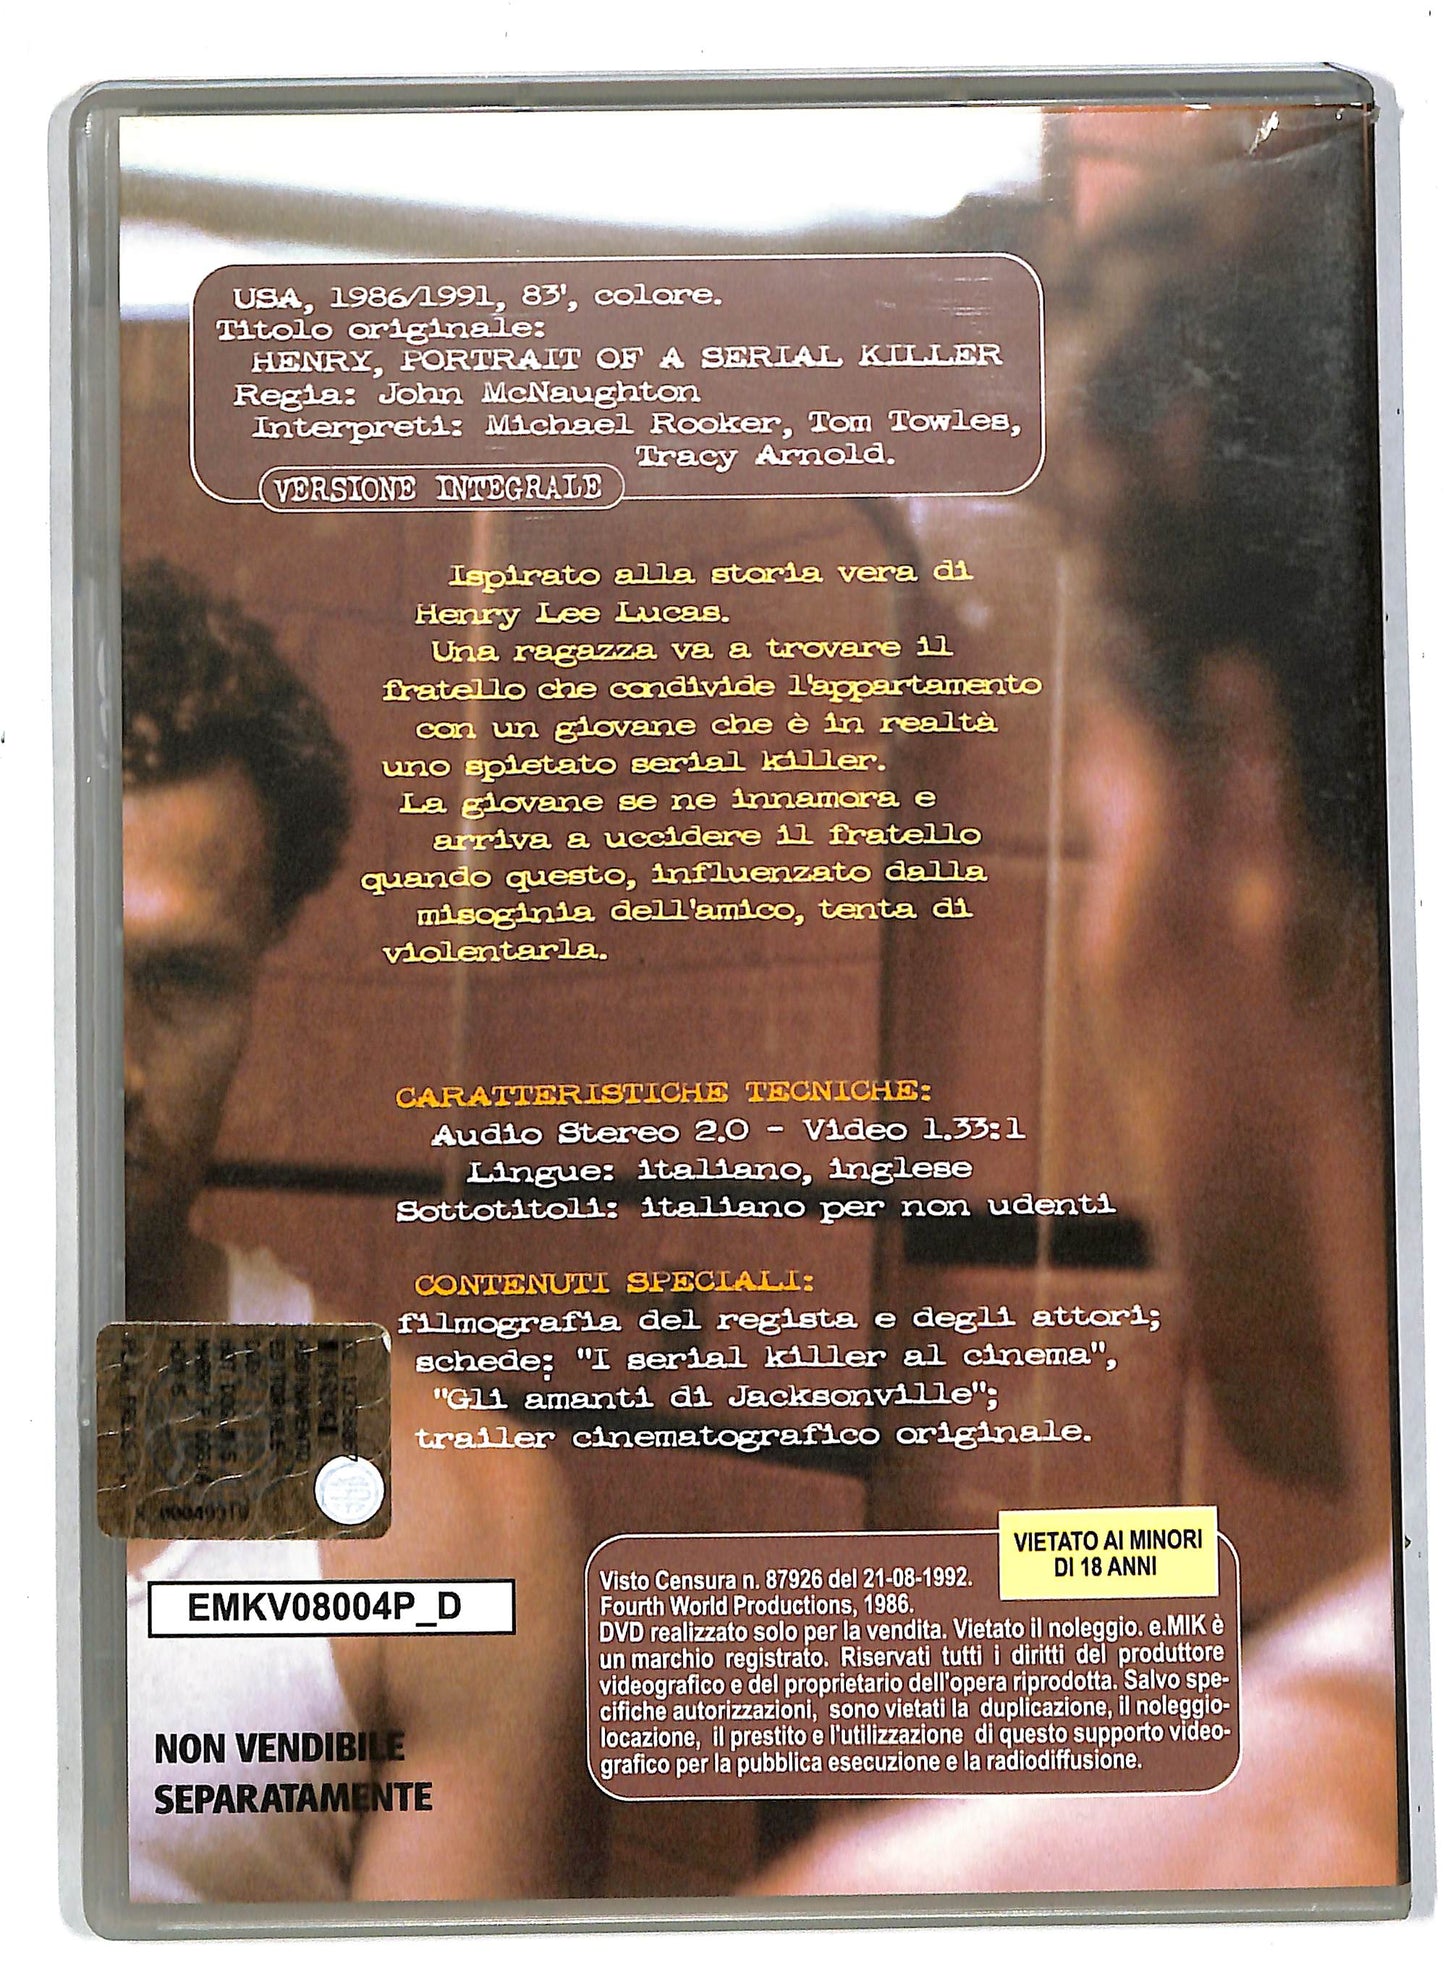 USA, 1986/1991, 83', colore.
Titolo originale:
HENRY, PORTRAIT OF A SERIAL KILLER
Regia: John McNaughton
Interpreti: Michael Rooker, Tom Towles,
Tracy Arnold.
VERSIONE INTEGRALE
Ispirato alla storia vera di
Henry Lee Lucas.
Una ragazza va a trovare il
fratello che condivide l'appartamento
con un giovane che è in realtà
uno spietato serial killer.
La giovane se ne innamora e
arriva a uccidere il fratello
quando questo, influenzato dalla
misoginia dell'amico, tenta di
violentarla.
CARATTERISTICHE TECNICHE:
Audio Stereo 2.0 - Video 1.33:1
Lingue: italiano, inglese
Sottotitoli: italiano per non udenti
CONTENUTI SPECIALI:
filmografia del regista e degli attori;
schede: "I serial killer al cinema",
"Gli amanti di Jacksonville";
trailer cinematografico originale.
VIETATO AI MINORI
DI 18 ANNI
Visto Censura n. 87926 del 21-08-1992.
Fourth World Productions, 1986.
DVD realizzato solo per la vendita. Vietato il noleggio. e.MIK è
un marchio registrato. Riservati tutti i diritti del produttore
videografico e del proprietario dell'opera riprodotta. Salvo spe-
cifiche autorizzazioni, sono vietati la duplicazione, il noleggio-
locazione, il prestito e l'utilizzazione di questo supporto video-
grafico per la pubblica esecuzione e la radiodiffusione.
EMKV08004P_D
NON VENDIBILE
SEPARATAMENTE